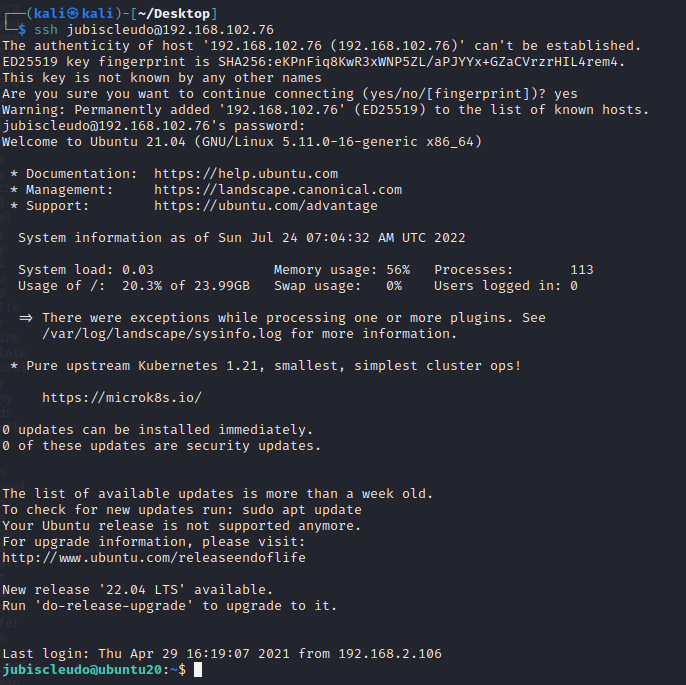 ┌──(kali㉿kali)-[~/Desktop]
└─$ ssh jubiscleudo@192.168.102.76
The authenticity of host '192.168.102.76 (192.168.102.76)' can't be established.
ED25519 key fingerprint is SHA256:eKPnFiq8KwR3xWNP5ZL/aPJYYx+GZaCVrzrHIL4rem4.
This key is not known by any other names
Are you sure you want to continue connecting (yes/no/[fingerprint])? yes
Warning: Permanently added '192.168.102.76' (ED25519) to the list of known hosts.
jubiscleudo@192.168.102.76's password:
Welcome to Ubuntu 21.04 (GNU/Linux 5.11.0-16-generic x86_64)
* Documentation:  https://help.ubuntu.com
* Management:     https://landscape.canonical.com
* Support:        https://ubuntu.com/advantage
System information as of Sun Jul 24 07:04:32 AM UTC 2022
System load: 0.03               Memory usage: 56%   Processes:       113
Usage of /:  20.3% of 23.99GB   Swap usage:   0%    Users logged in: 0
=> There were exceptions while processing one or more plugins. See
/var/log/landscape/sysinfo.log for more information.
* Pure upstream Kubernetes 1.21, smallest, simplest cluster ops!
https://microk8s.io/
0 updates can be installed immediately.
0 of these updates are security updates.
The list of available updates is more than a week old.
To check for new updates run: sudo apt update
Your Ubuntu release is not supported anymore.
For upgrade information, please visit:
http://www.ubuntu.com/releaseendoflife
New release '22.04 LTS' available.
Run 'do-release-upgrade' to upgrade to it.
Last login: Thu Apr 29 16:19:07 2021 from 192.168.2.106
jubiscleudo@ubuntu20:~$